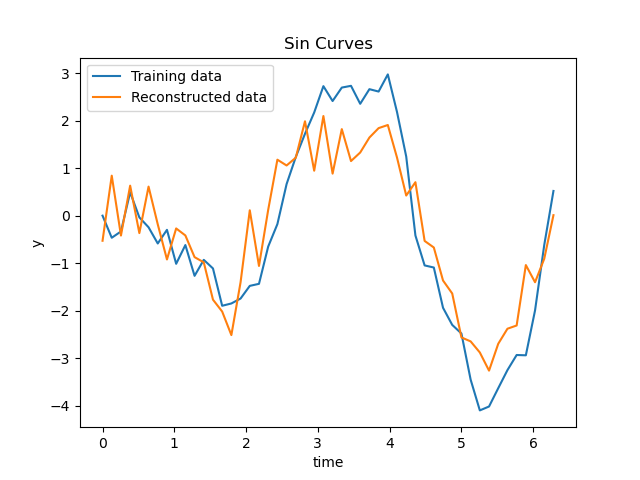 Sin Curves
Training data
Reconstructed data
3
2
1
0
−1
−2
−3
−4
y
0 1 2 3 4 5 6
time